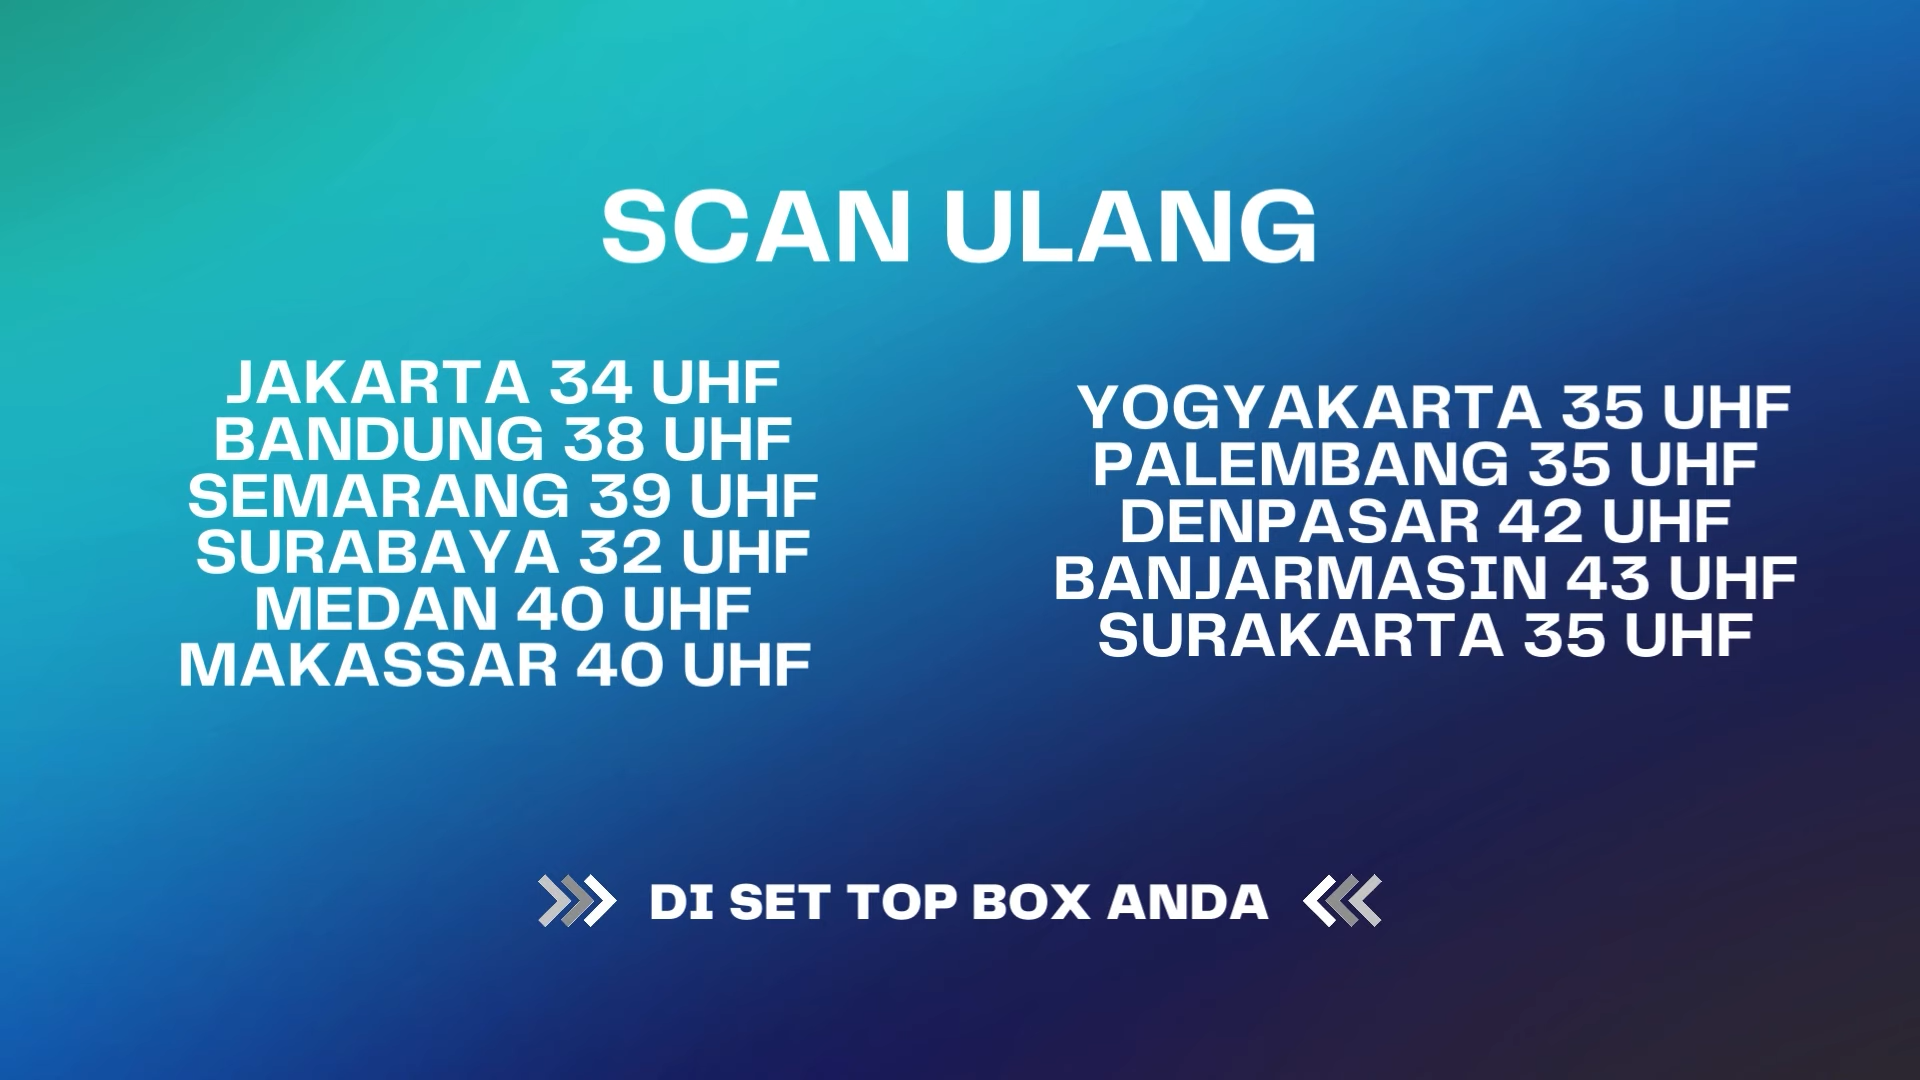 SCAN ULANG
JAKARTA 34 UHF
BANDUNG 38 UHF
SEMARANG 39 UHF
SURABAYA 32 UHF
MEDAN 40 UHF
MAKASSAR 40 UHF
YOGYAKARTA 35 UHF
PALEMBANG 35 UHF
DENPASAR 42 UHF
BANJARMASIN 43 UHF
SURAKARTA 35 UHF
DI SET TOP BOX ANDA